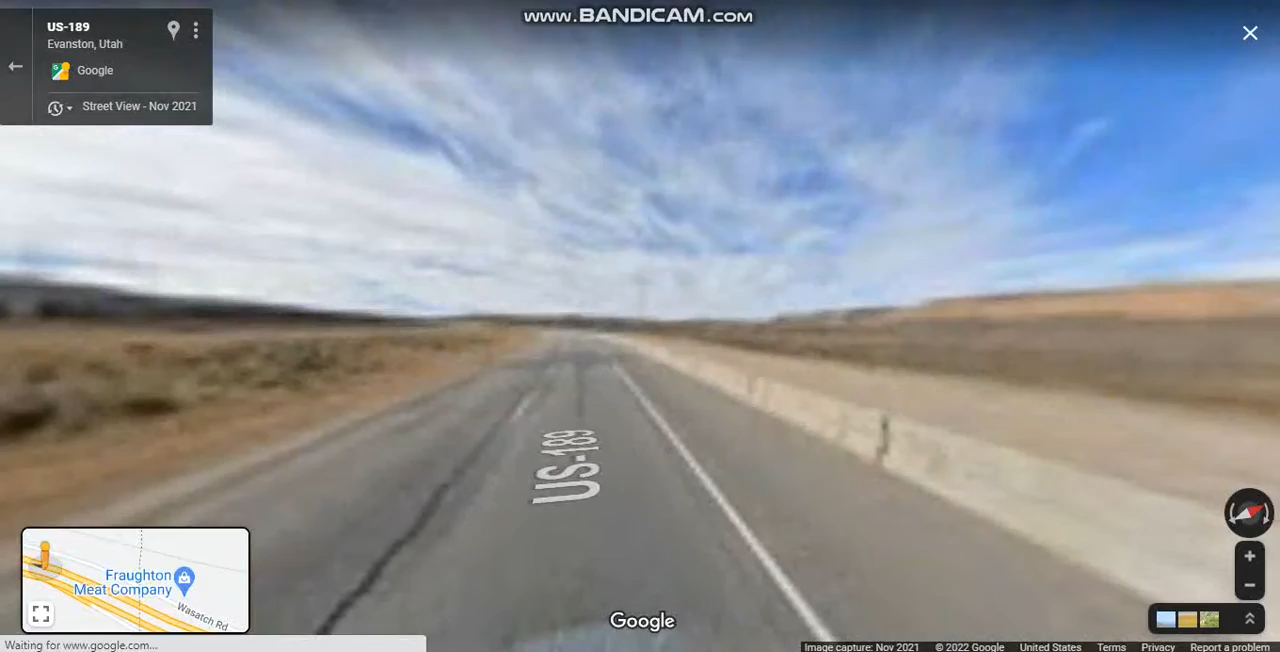 www.BANDICAM.com
US-189
Evanston, Utah
Google
Street View - Nov 2021
US-189
Fraughton
Meat Company
Wasatch Rd
Google
Waiting for www.google.com...
Image capture: Nov 2021 © 2022 Google United States Terms Privacy Report a problem